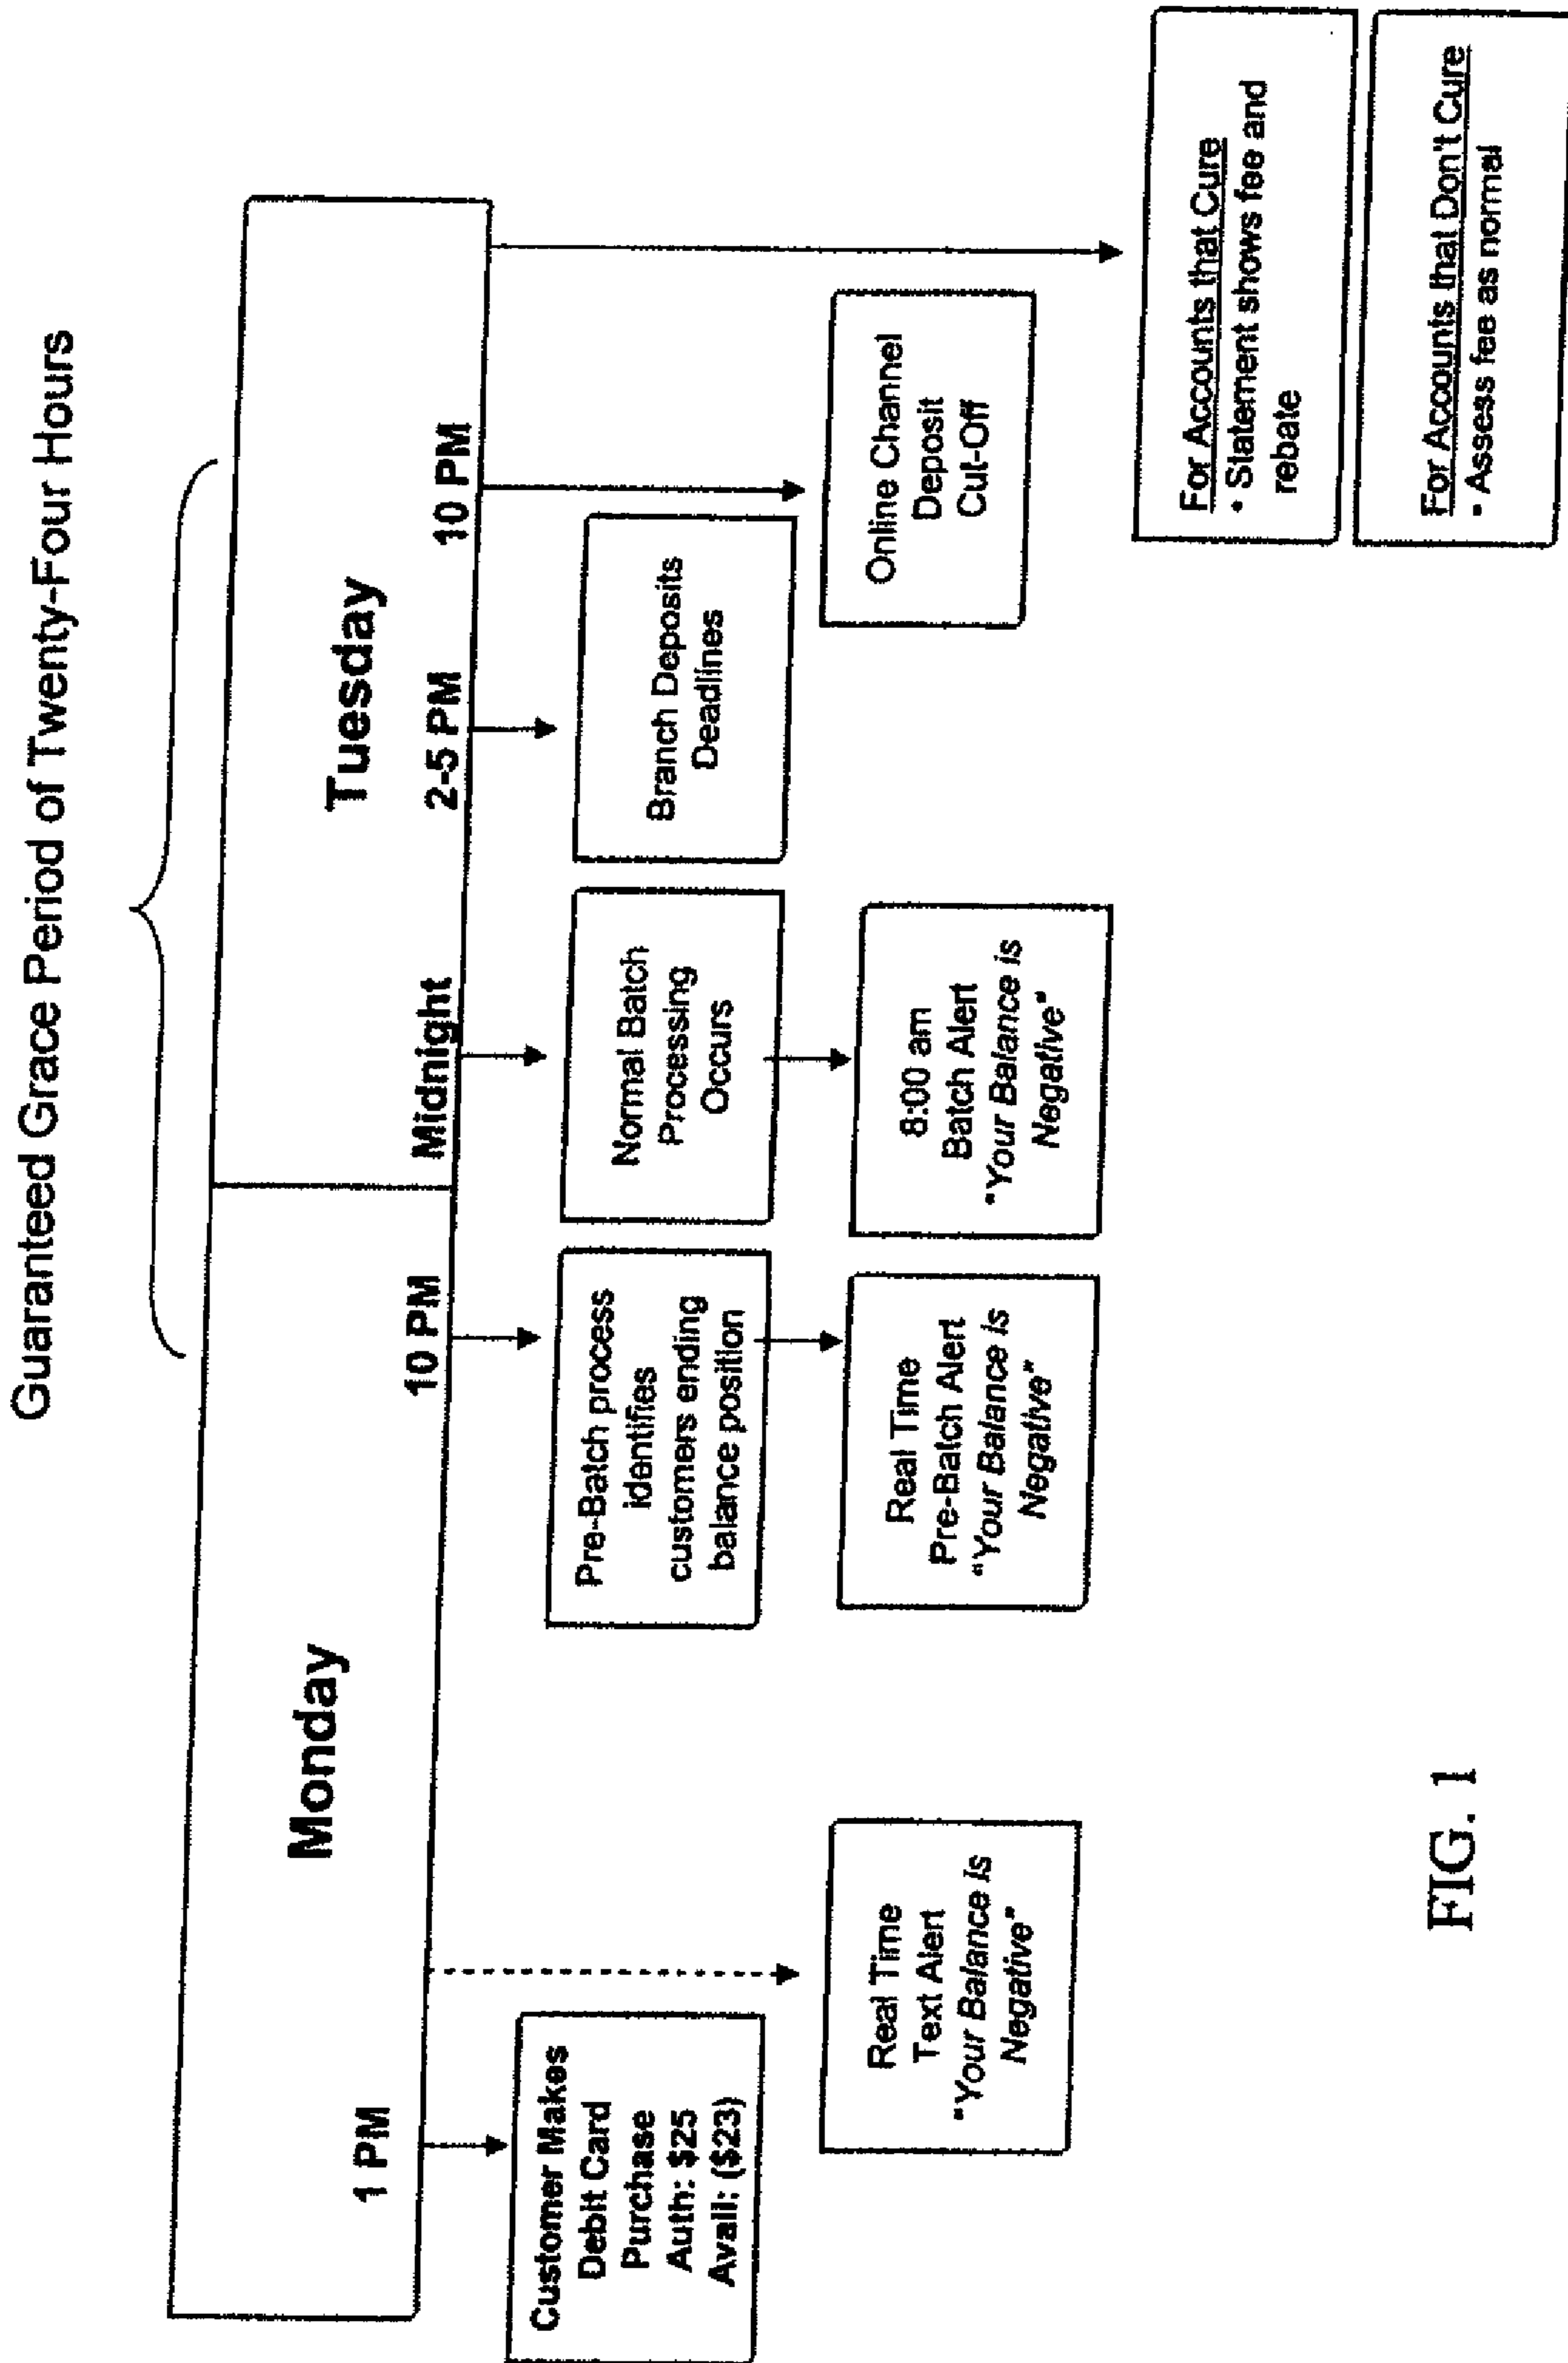 Guaranteed Grace Period of Twenty-Four Hours
Monday
Tuesday
1 PM
10 PM
Midnight
2-5 PM
10 PM
Customer Makes
Debit Card
Purchase
Auth: $25
Avail: ($23)
Real Time
Text Alert
"Your Balance is
Negative"
Pre-Batch process
identifies
customers ending
balance position
Real Time
Pre-Batch Alert
"Your Balance is
Negative"
Normal Batch
Processing
Occurs
8:00 am
Batch Alert
"Your Balance is
Negative"
Branch Deposits
Deadlines
Online Channel
Deposit
Cut-Off
For Accounts that Cure
• Statement shows fee and
rebate
For Accounts that Don't Cure
• Assess fee as normal
FIG. 1